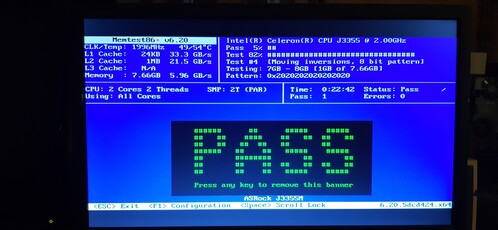 Memtest86+ v6.20
Intel(R) Celeron(R) CPU J3355 @ 2.00GHz
CLK/Temp: 1996MHz 49/54°C
Pass 5% ##
L1 Cache: 24KB 33.3 GB/s
Test 82% ################################
L2 Cache: 1MB 21.5 GB/s
Test #4 [Moving inversions, 8 bit pattern]
L3 Cache: N/A
Testing: 7GB - 8GB [1GB of 7.66GB]
Memory : 7.66GB 5.96 GB/s
Pattern: 0x2020202020202020
CPU: 2 Cores 2 Threads SMP: 2T (PAR)
Time: 0:22:42 Status: Pass /
Using: All Cores
Pass: 1 Errors: 0
PASS
Press any key to remove this banner
ASRock J3355M
<ESC> Exit <F1> Configuration <Space> Scroll Lock 6.20.5dcd424.x64